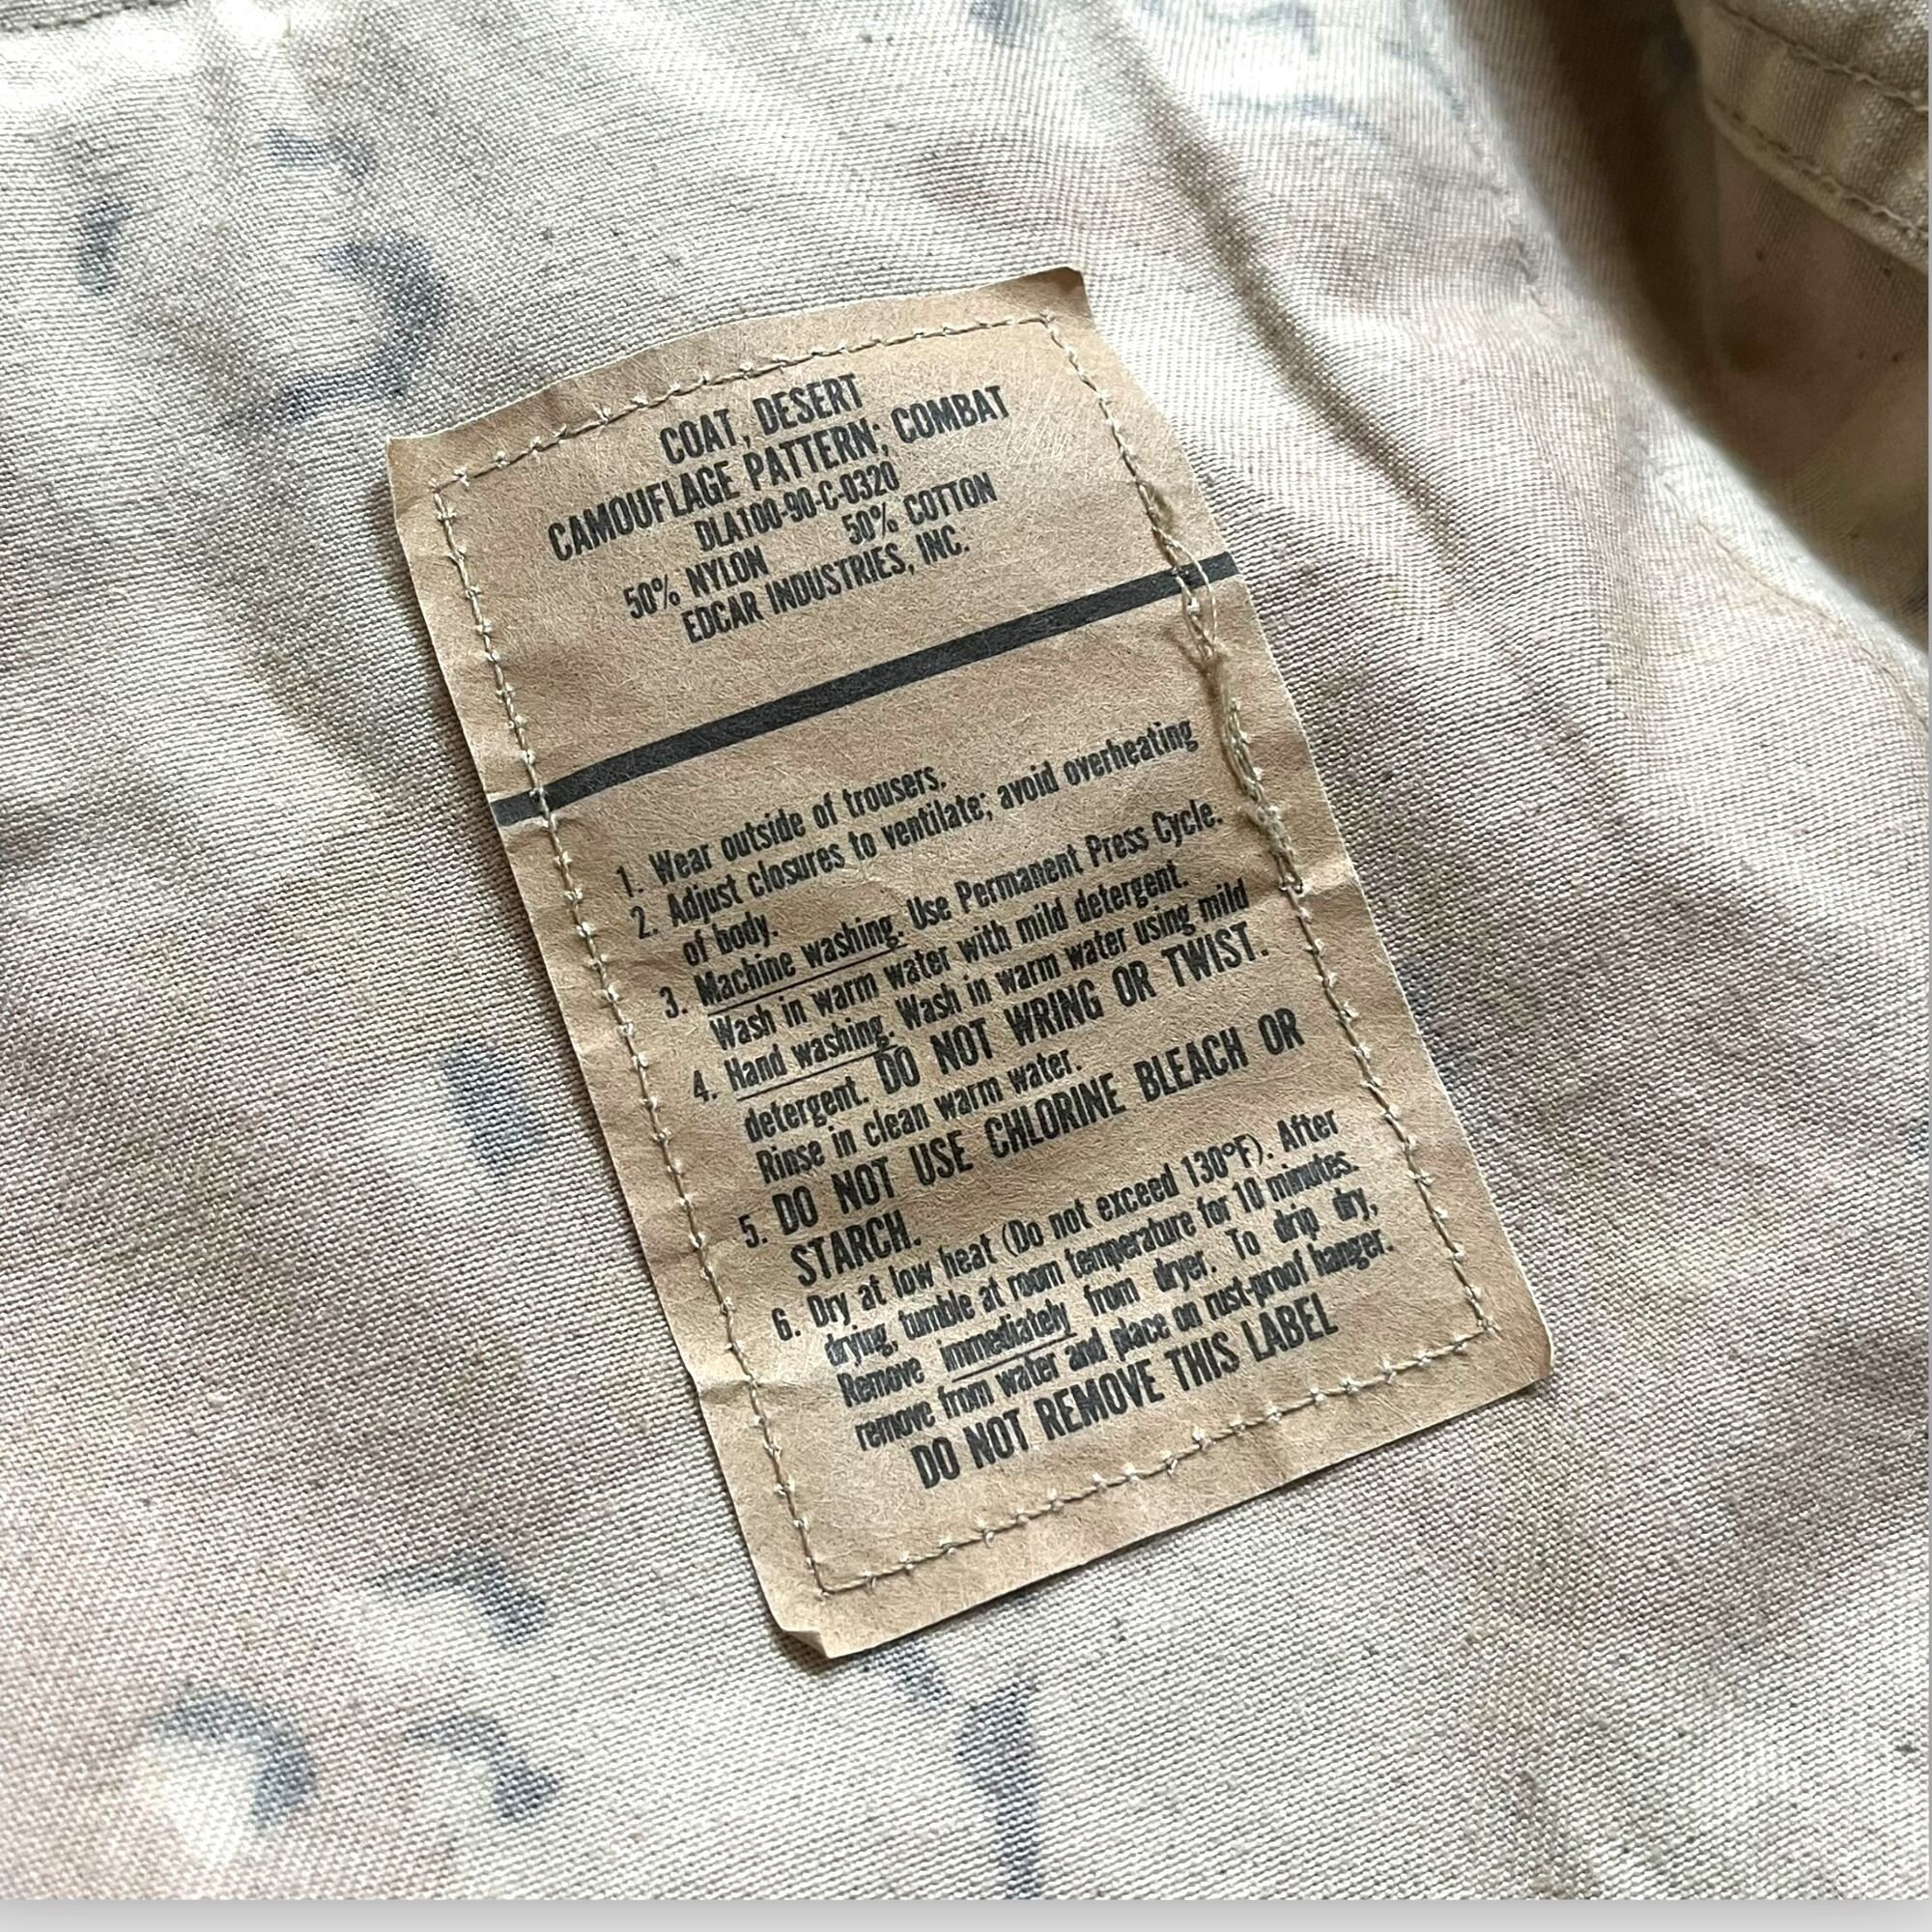 COAT, DESERT
CAMOUFLAGE PATTERN; COMBAT
DLA100-90-C-0320
50% NYLON 50% COTTON
EDCAR INDUSTRIES, INC.
1. Wear outside of trousers.
2. Adjust closures to ventilate; avoid overheating
of body.
3. Machine washing. Use Permanent Press Cycle.
Wash in warm water with mild detergent.
4. Hand washing. Wash in warm water using mild
detergent. DO NOT WRING OR TWIST.
Rinse in clean warm water.
5. DO NOT USE CHLORINE BLEACH OR
STARCH.
6. Dry at low heat (Do not exceed 130°F). After
drying, tumble at room temperature for 10 minutes.
Remove immediately from dryer. To drip dry,
remove from water and place on rust-proof hanger.
DO NOT REMOVE THIS LABEL